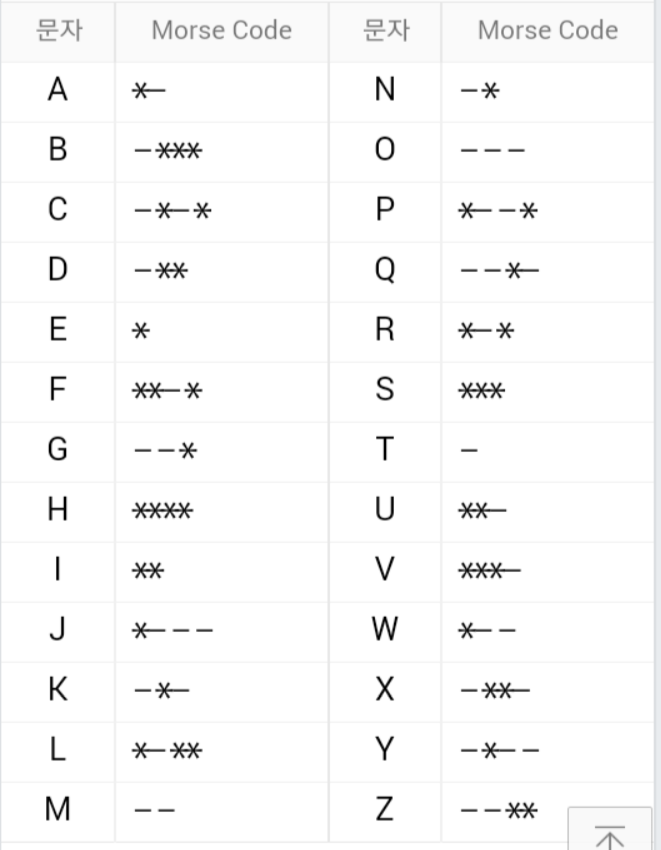 문자 Morse Code 문자 Morse Code
A *– N –*
B –*** O –––
C –*–* P *––*
D –** Q ––*–
E * R *–*
F **–* S ***
G ––* T –
H **** U **–
I ** V ***–
J *––– W *––
K –*– X –**–
L *–** Y –*––
M –– Z ––**